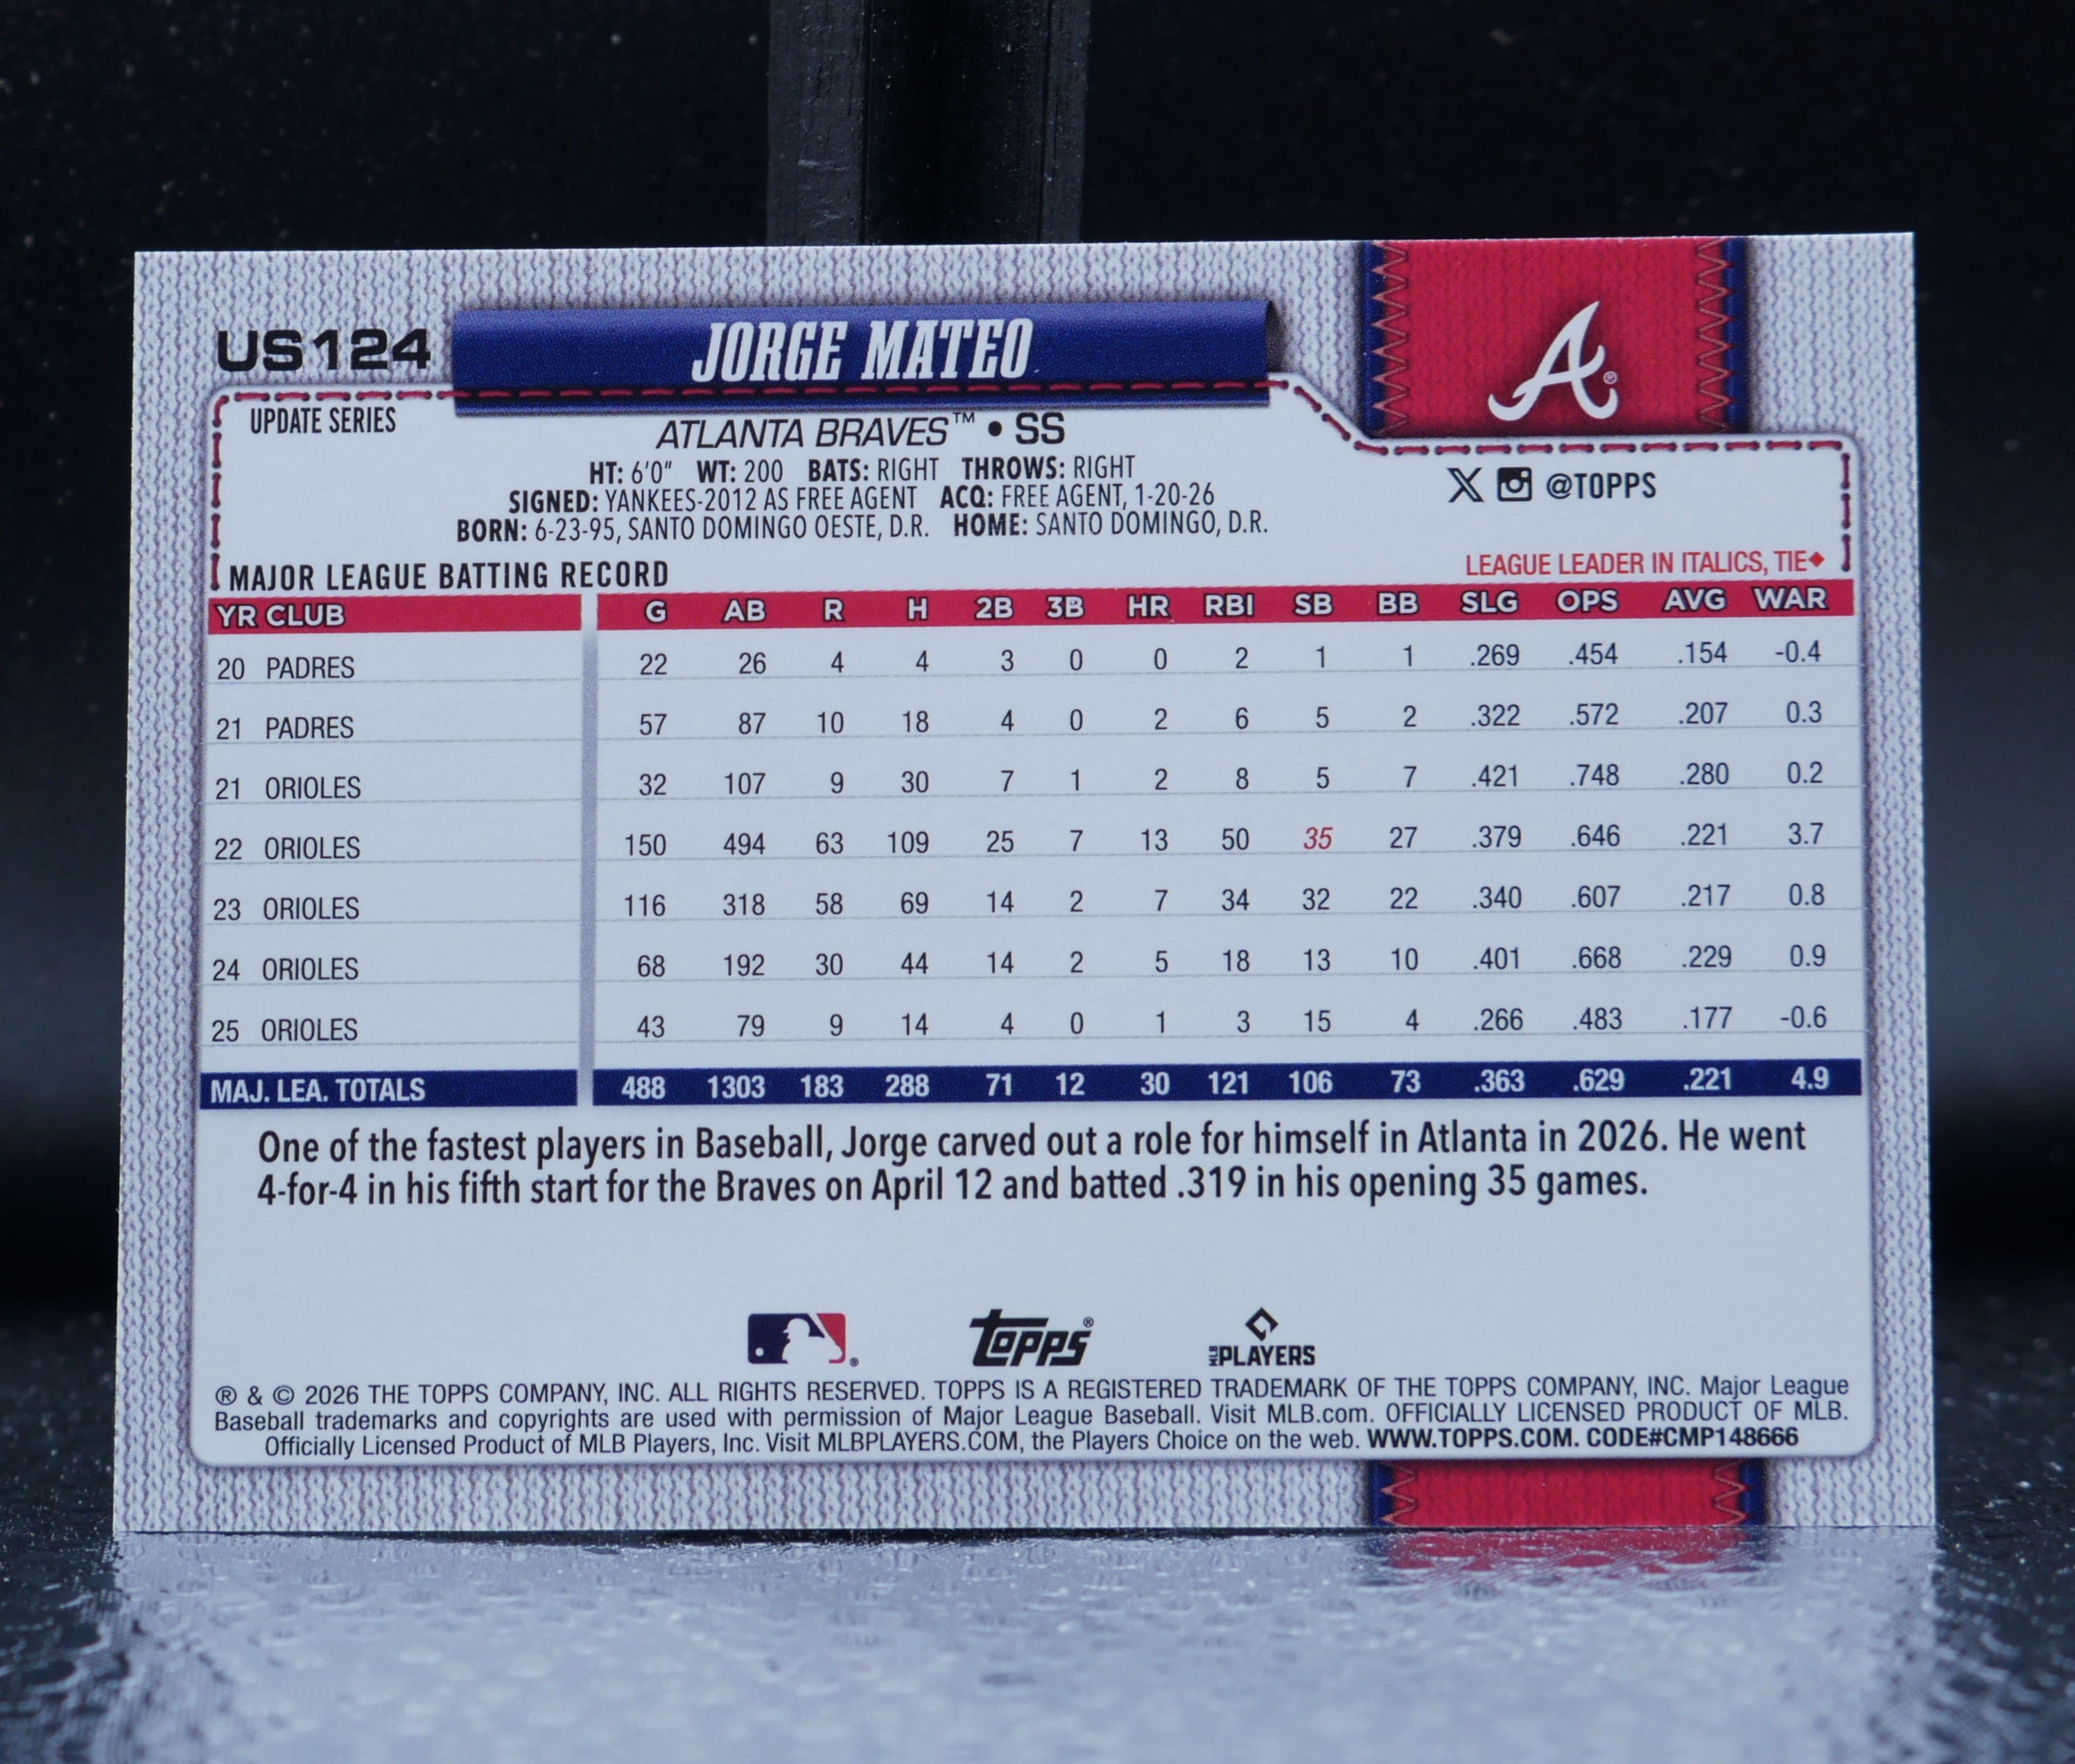 US124 JORGE MATEO
UPDATE SERIES
ATLANTA BRAVES™ • SS
HT: 6'0" WT: 200 BATS: RIGHT THROWS: RIGHT
SIGNED: YANKEES-2012 AS FREE AGENT ACQ: FREE AGENT, 1-20-26
BORN: 6-23-95, SANTO DOMINGO OESTE, D.R. HOME: SANTO DOMINGO, D.R.
A®
@TOPPS
MAJOR LEAGUE BATTING RECORD
LEAGUE LEADER IN ITALICS, TIE◆
YR CLUB G AB R H 2B 3B HR RBI SB BB SLG OPS AVG WAR
20 PADRES 22 26 4 4 3 0 0 2 1 1 .269 .454 .154 -0.4
21 PADRES 57 87 10 18 4 0 2 6 5 2 .322 .572 .207 0.3
21 ORIOLES 32 107 9 30 7 1 2 8 5 7 .421 .748 .280 0.2
22 ORIOLES 150 494 63 109 25 7 13 50 35 27 .379 .646 .221 3.7
23 ORIOLES 116 318 58 69 14 2 7 34 32 22 .340 .607 .217 0.8
24 ORIOLES 68 192 30 44 14 2 5 18 13 10 .401 .668 .229 0.9
25 ORIOLES 43 79 9 14 4 0 1 3 15 4 .266 .483 .177 -0.6
MAJ. LEA. TOTALS 488 1303 183 288 71 12 30 121 106 73 .363 .629 .221 4.9
One of the fastest players in Baseball, Jorge carved out a role for himself in Atlanta in 2026. He went
4-for-4 in his fifth start for the Braves on April 12 and batted .319 in his opening 35 games.
® topps® MLB PLAYERS
® & © 2026 THE TOPPS COMPANY, INC. ALL RIGHTS RESERVED. TOPPS IS A REGISTERED TRADEMARK OF THE TOPPS COMPANY, INC. Major League
Baseball trademarks and copyrights are used with permission of Major League Baseball. Visit MLB.com. OFFICIALLY LICENSED PRODUCT OF MLB.
Officially Licensed Product of MLB Players, Inc. Visit MLBPLAYERS.COM, the Players Choice on the web. WWW.TOPPS.COM. CODE#CMP148666